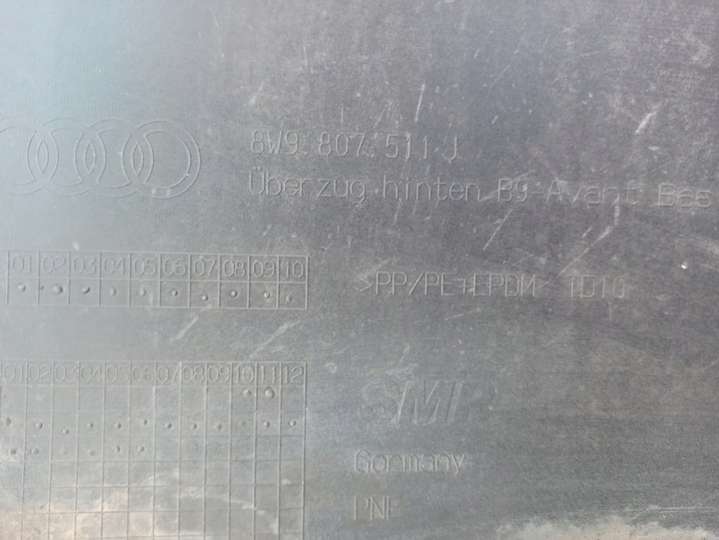 8W9 807 511 J
Überzug hinten B9 Avant Bas
01 02 03 04 05 06 07 08 09 10
>PP/PE+EPDM TD10
01 02 03 04 05 06 07 08 09 10 11 12
SMP
Germany